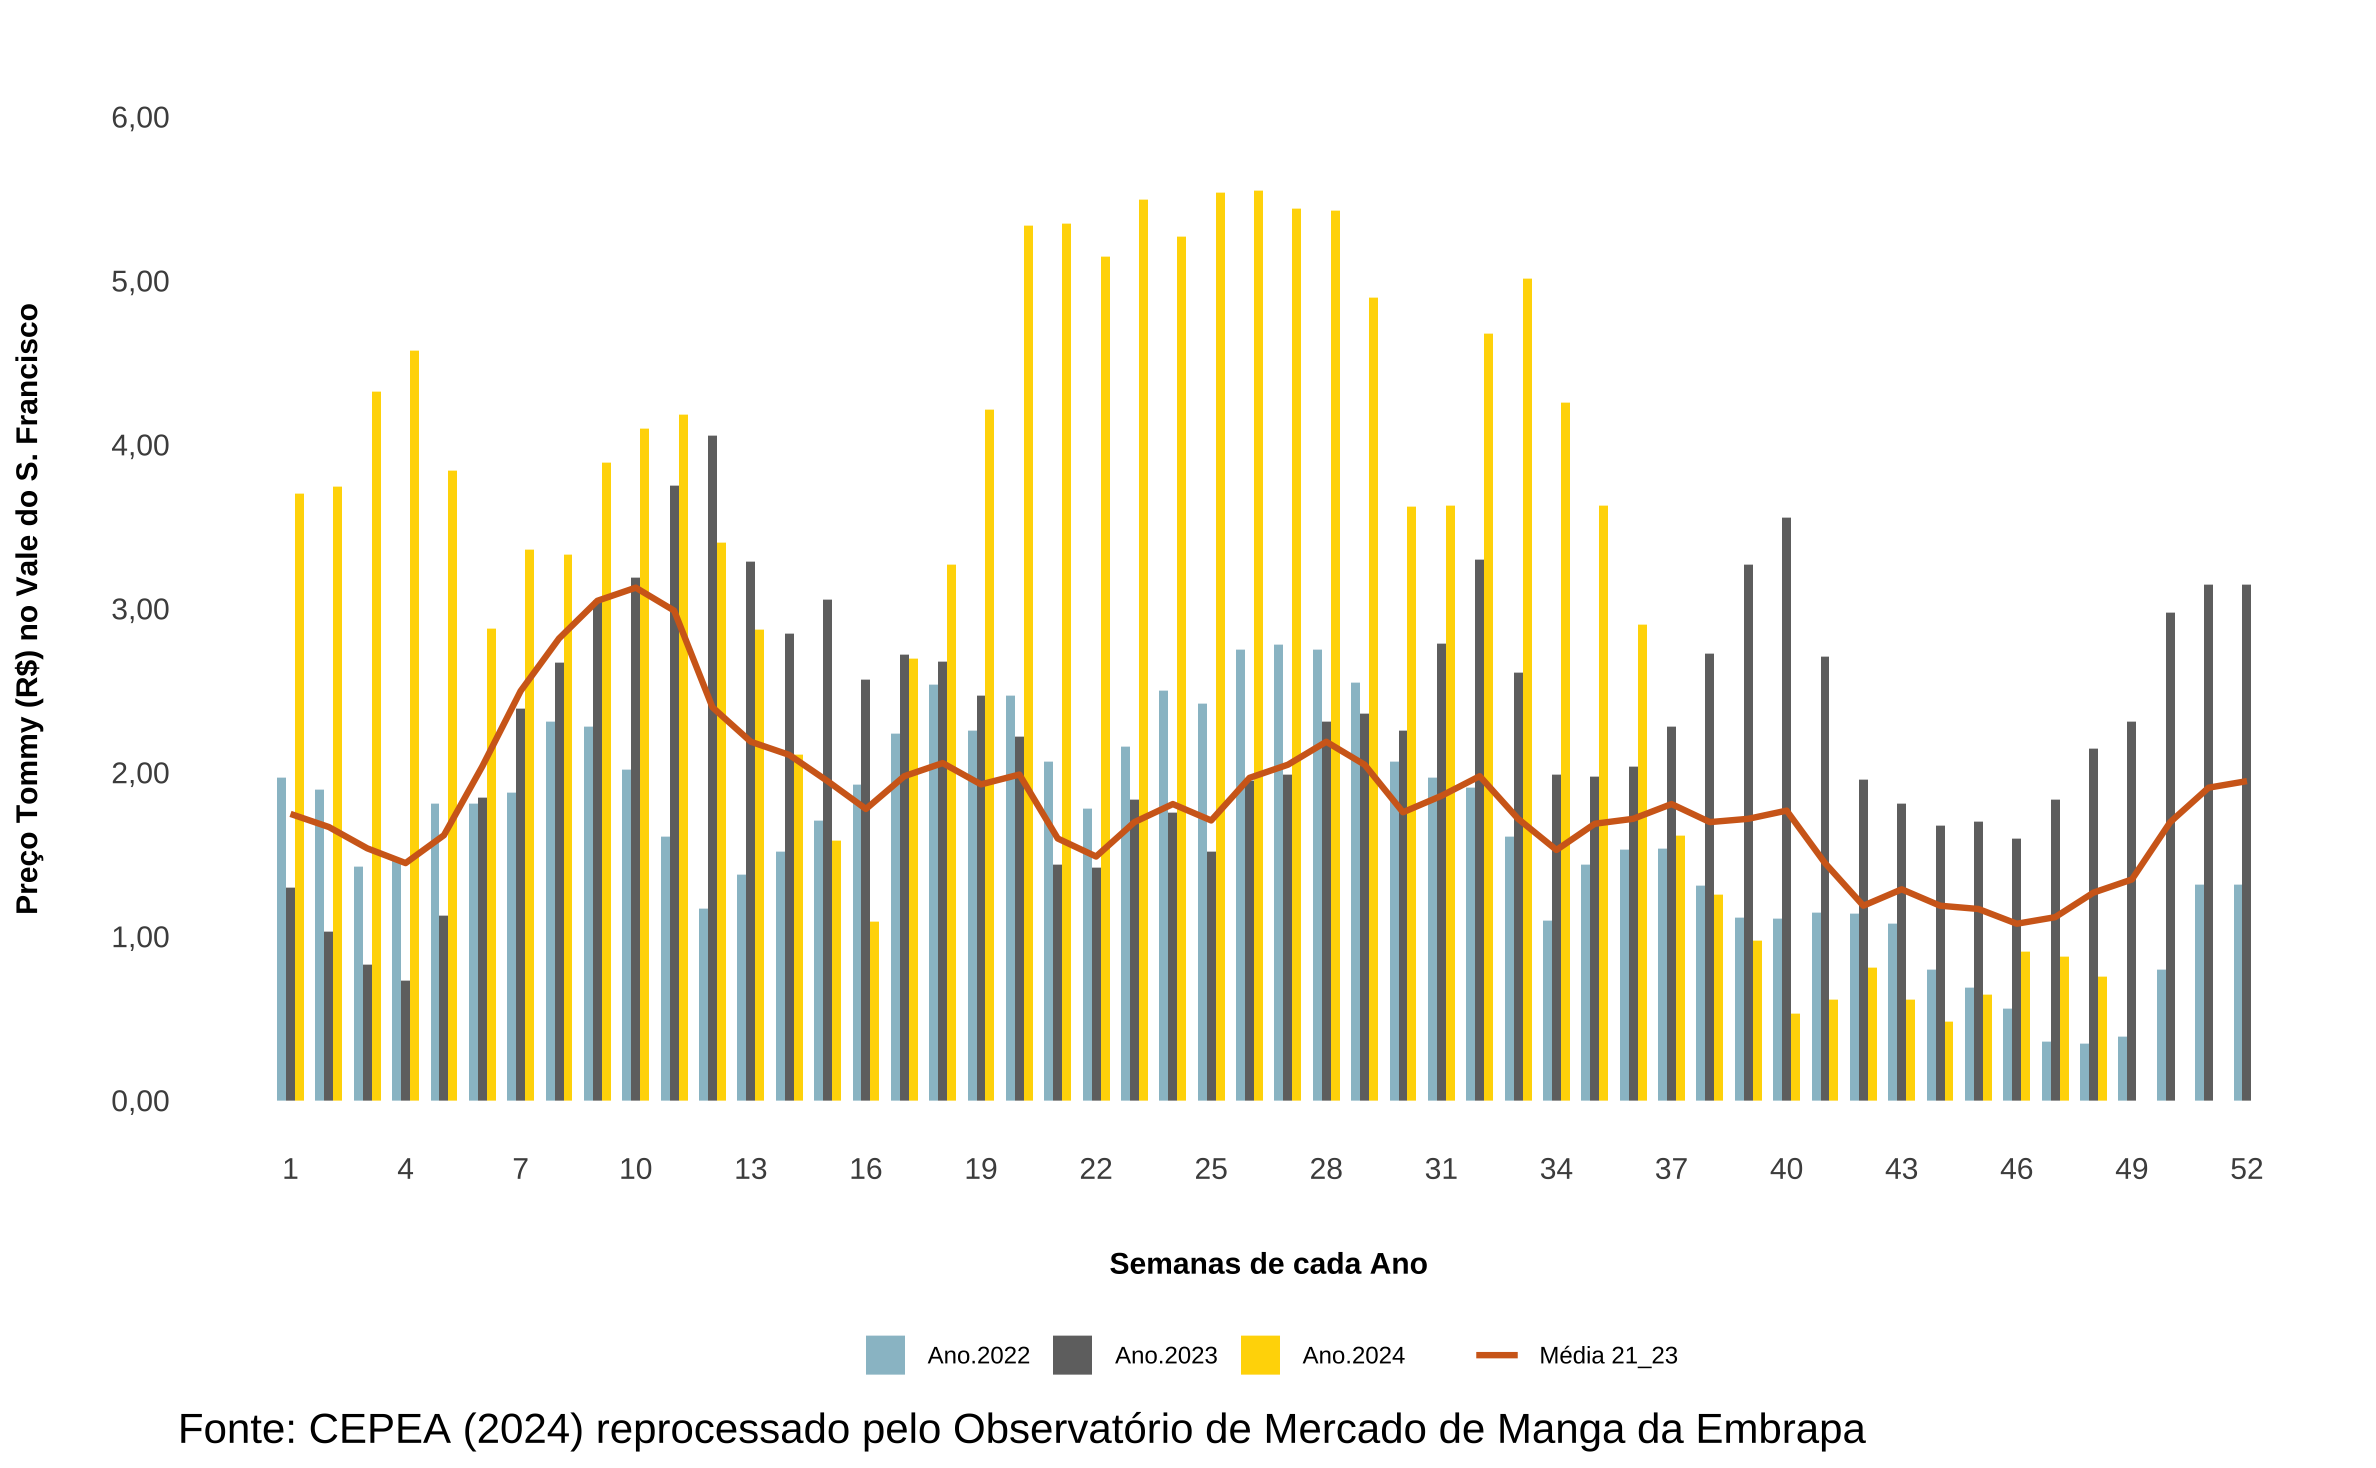 6,00
5,00
4,00
3,00
2,00
1,00
0,00
Preço Tommy (R$) no Vale do S. Francisco
1 4 7 10 13 16 19 22 25 28 31 34 37 40 43 46 49 52
Semanas de cada Ano
Ano.2022 Ano.2023 Ano.2024 Média 21_23
Fonte: CEPEA (2024) reprocessado pelo Observatório de Mercado de Manga da Embrapa